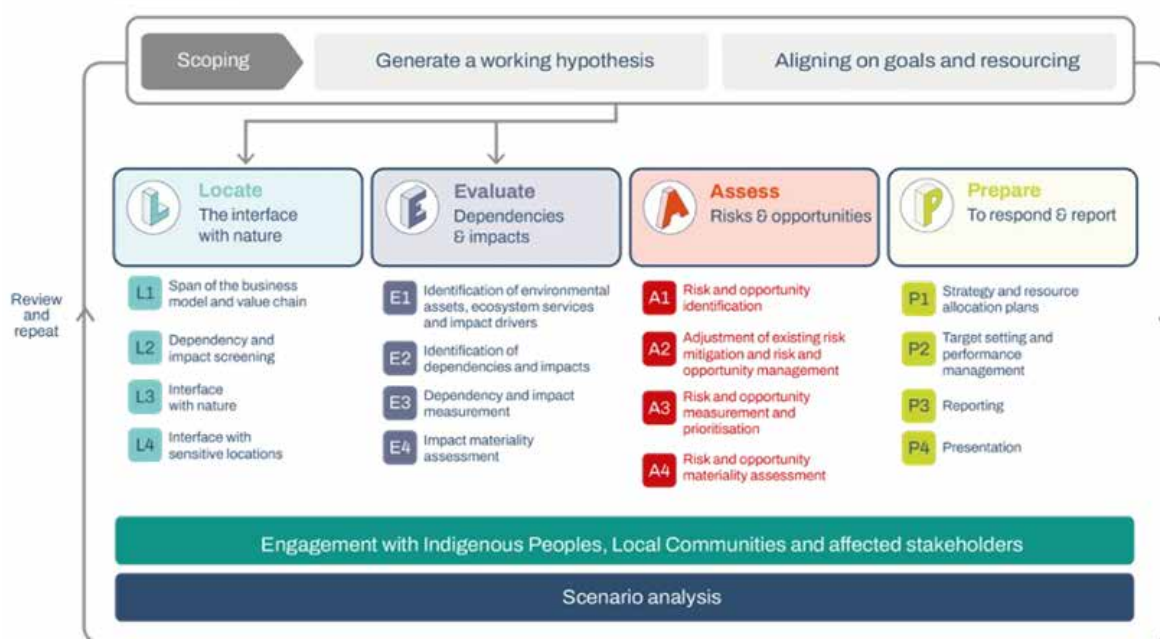 Scoping
Generate a working hypothesis
Aligning on goals and resourcing
Review
and
repeat
L
Locate
The interface
with nature
L1
Span of the business
model and value chain
L2
Dependency and
impact screening
L3
Interface
with nature
L4
Interface with
sensitive locations
E
Evaluate
Dependencies
& impacts
E1
Identification of environmental
assets, ecosystem services
and impact drivers
E2
Identification of
dependencies and impacts
E3
Dependency and impact
measurement
E4
Impact materiality
assessment
A
Assess
Risks & opportunities
A1
Risk and opportunity
identification
A2
Adjustment of existing risk
mitigation and risk and
opportunity management
A3
Risk and opportunity
measurement and
prioritisation
A4
Risk and opportunity
materiality assessment
P
Prepare
To respond & report
P1
Strategy and resource
allocation plans
P2
Target setting and
performance
management
P3
Reporting
P4
Presentation
Engagement with Indigenous Peoples, Local Communities and affected stakeholders
Scenario analysis